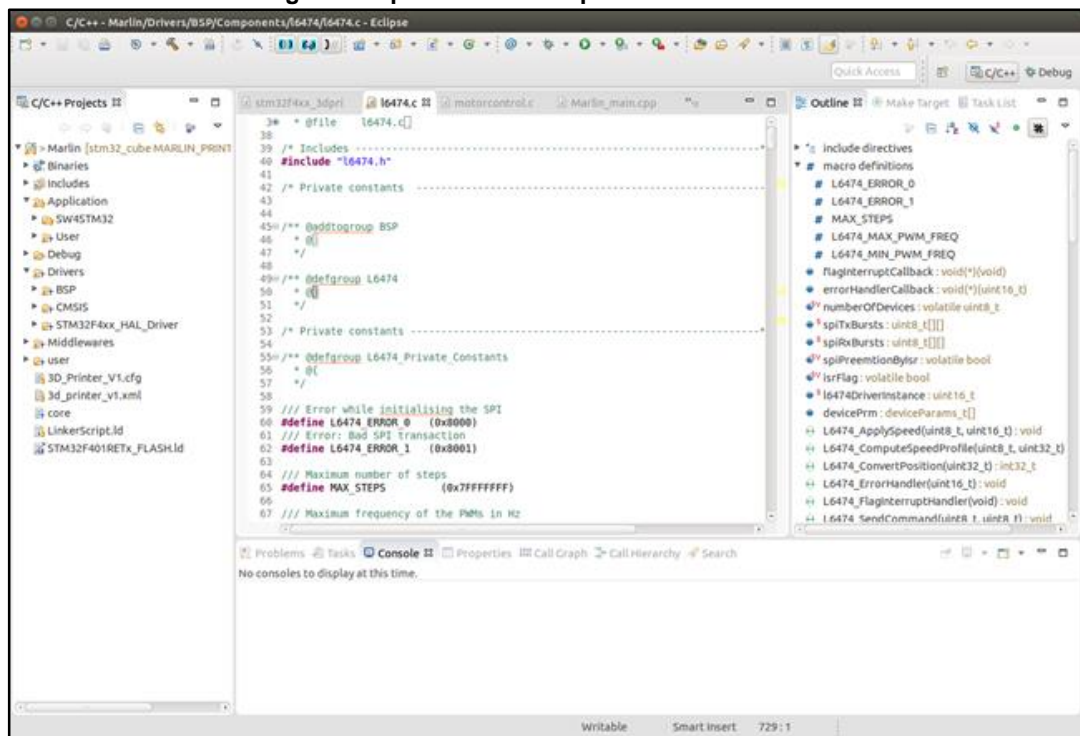 C/C++ - Marlin/Drivers/BSP/Components/l6474/l6474.c - Eclipse
Quick Access
C/C++
Debug
C/C++ Projects
Marlin [stm32_cube MARLIN_PRINT
Binaries
Includes
Application
SW4STM32
User
Debug
Drivers
BSP
CMSIS
STM32F4xx_HAL_Driver
Middlewares
user
3D_Printer_V1.cfg
3d_printer_v1.xml
core
LinkerScript.ld
STM32F401RETx_FLASH.ld
stm32f4xx_3dpri
l6474.c
motorcontrol.c
Marlin_main.cpp
3 * @file l6474.c
38
39 /* Includes ------------------------------------------------------------------*
40 #include "l6474.h"
41
42 /* Private constants ---------------------------------------------------------
43
44
45 /** @addtogroup BSP
46 * @{
47 */
48
49 /** @defgroup L6474
50 * @{
51 */
52
53 /* Private constants ---------------------------------------------------------*
54
55 /** @defgroup L6474_Private_Constants
56 * @{
57 */
58
59 /// Error while initialising the SPI
60 #define L6474_ERROR_0 (0x8000)
61 /// Error: Bad SPI transaction
62 #define L6474_ERROR_1 (0x8001)
63
64 /// Maximum number of steps
65 #define MAX_STEPS (0x7FFFFFFF)
66
67 /// Maximum frequency of the PWMs in Hz
Outline
Make Target
Task List
include directives
macro definitions
L6474_ERROR_0
L6474_ERROR_1
MAX_STEPS
L6474_MAX_PWM_FREQ
L6474_MIN_PWM_FREQ
flagInterruptCallback : void(*)(void)
errorHandlerCallback : void(*)(uint16_t)
numberOfDevices : volatile uint8_t
spiTxBursts : uint8_t[][]
spiRxBursts : uint8_t[][]
spiPreemtionByIsr : volatile bool
isrFlag : volatile bool
l6474DriverInstance : uint16_t
devicePrm : deviceParams_t[]
L6474_ApplySpeed(uint8_t, uint16_t) : void
L6474_ComputeSpeedProfile(uint8_t, uint32_t)
L6474_ConvertPosition(uint32_t) : int32_t
L6474_ErrorHandler(uint16_t) : void
L6474_FlagInterruptHandler(void) : void
L6474_SendCommand(uint8_t, uint8_t) : void
Problems
Tasks
Console
Properties
Call Graph
Call Hierarchy
Search
No consoles to display at this time.
Writable
Smart Insert
729 : 1